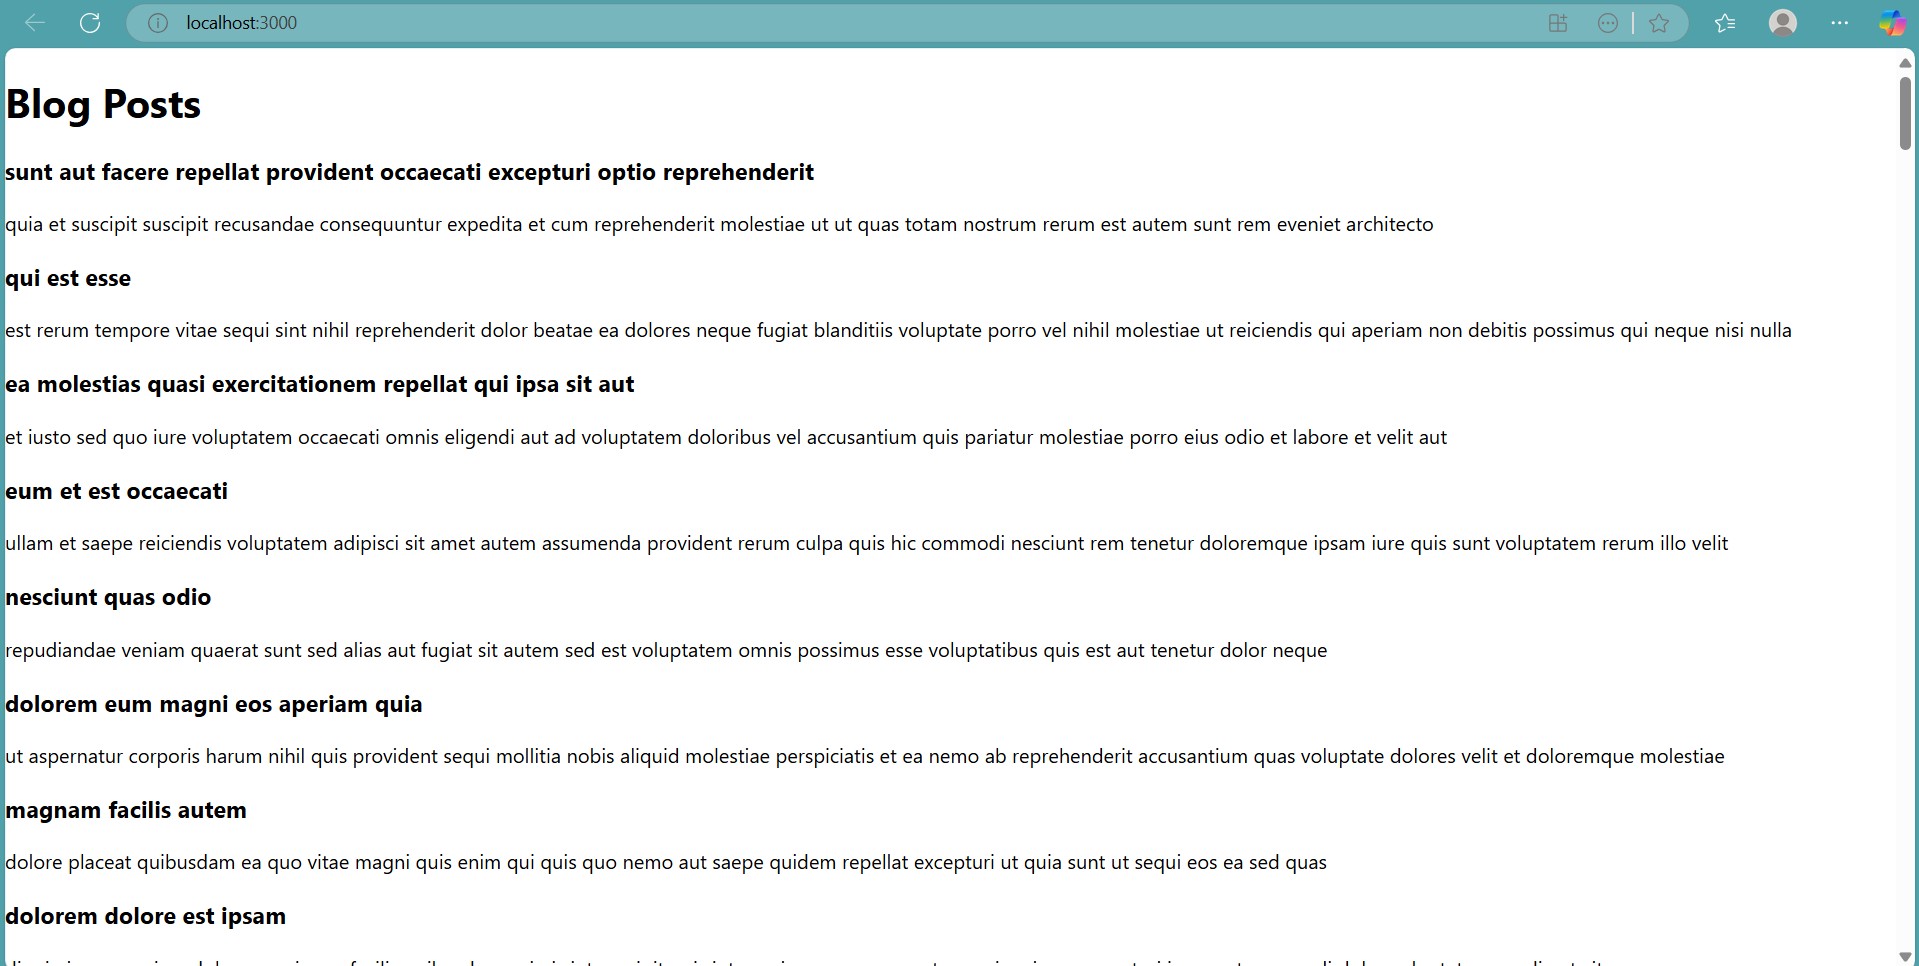 localhost:3000
Blog Posts
sunt aut facere repellat provident occaecati excepturi optio reprehenderit
quia et suscipit suscipit recusandae consequuntur expedita et cum reprehenderit molestiae ut ut quas totam nostrum rerum est autem sunt rem eveniet architecto
qui est esse
est rerum tempore vitae sequi sint nihil reprehenderit dolor beatae ea dolores neque fugiat blanditiis voluptate porro vel nihil molestiae ut reiciendis qui aperiam non debitis possimus qui neque nisi nulla
ea molestias quasi exercitationem repellat qui ipsa sit aut
et iusto sed quo iure voluptatem occaecati omnis eligendi aut ad voluptatem doloribus vel accusantium quis pariatur molestiae porro eius odio et labore et velit aut
eum et est occaecati
ullam et saepe reiciendis voluptatem adipisci sit amet autem assumenda provident rerum culpa quis hic commodi nesciunt rem tenetur doloremque ipsam iure quis sunt voluptatem rerum illo velit
nesciunt quas odio
repudiandae veniam quaerat sunt sed alias aut fugiat sit autem sed est voluptatem omnis possimus esse voluptatibus quis est aut tenetur dolor neque
dolorem eum magni eos aperiam quia
ut aspernatur corporis harum nihil quis provident sequi mollitia nobis aliquid molestiae perspiciatis et ea nemo ab reprehenderit accusantium quas voluptate dolores velit et doloremque molestiae
magnam facilis autem
dolore placeat quibusdam ea quo vitae magni quis enim qui quis quo nemo aut saepe quidem repellat excepturi ut quia sunt ut sequi eos ea sed quas
dolorem dolore est ipsam